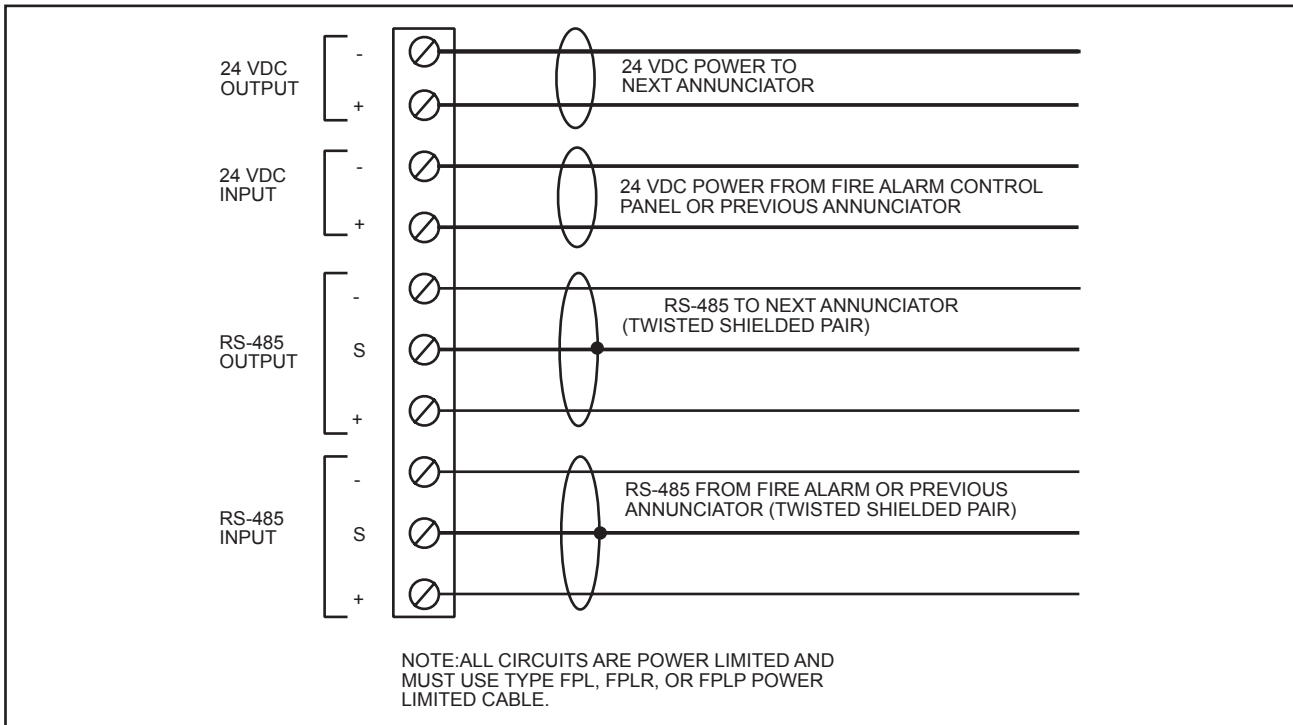 24 VDC
OUTPUT
-
+
24 VDC POWER TO
NEXT ANNUNCIATOR
24 VDC
INPUT
-
+
24 VDC POWER FROM FIRE ALARM CONTROL
PANEL OR PREVIOUS ANNUNCIATOR
RS-485
OUTPUT
-
S
+
RS-485 TO NEXT ANNUNCIATOR
(TWISTED SHIELDED PAIR)
RS-485
INPUT
-
S
+
RS-485 FROM FIRE ALARM OR PREVIOUS
ANNUNCIATOR (TWISTED SHIELDED PAIR)
NOTE:ALL CIRCUITS ARE POWER LIMITED AND
MUST USE TYPE FPL, FPLR, OR FPLP POWER
LIMITED CABLE.